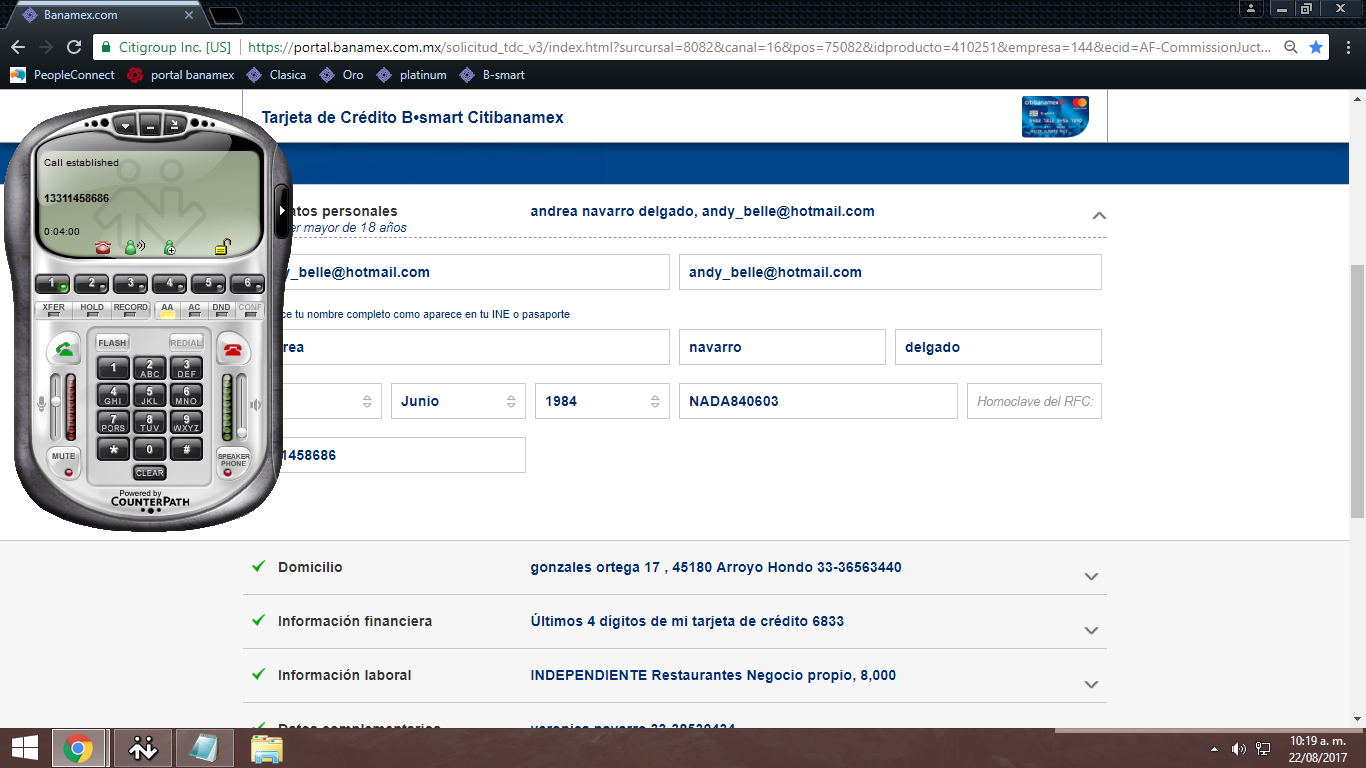 Banamex.com
Citigroup Inc. [US] https://portal.banamex.com.mx/solicitud_tdc_v3/index.html?surcursal=8082&canal=16&pos=75082&idproducto=410251&empresa=144&ecid=AF-CommissionJuct...
PeopleConnect portal banamex Clasica Oro platinum B-smart
Tarjeta de Crédito B•smart Citibanamex
citibanamex
Call established
13311458686
0:04:00
1 2 3 4 5 6
XFER HOLD RECORD AA AC DND CONF
FLASH REDIAL
1 2 ABC 3 DEF
4 GHI 5 JKL 6 MNO
7 PQRS 8 TUV 9 WXYZ
* 0 #
MUTE SPEAKER PHONE
CLEAR
Powered by
COUNTERPATH
atos personales andrea navarro delgado, andy_belle@hotmail.com
er mayor de 18 años
y_belle@hotmail.com andy_belle@hotmail.com
ce tu nombre completo como aparece en tu INE o pasaporte
rea navarro delgado
Junio 1984 NADA840603 Homoclave del RFC:
1458686
Domicilio gonzales ortega 17 , 45180 Arroyo Hondo 33-36563440
Información financiera Últimos 4 dígitos de mi tarjeta de crédito 6833
Información laboral INDEPENDIENTE Restaurantes Negocio propio, 8,000
10:19 a. m.
22/08/2017